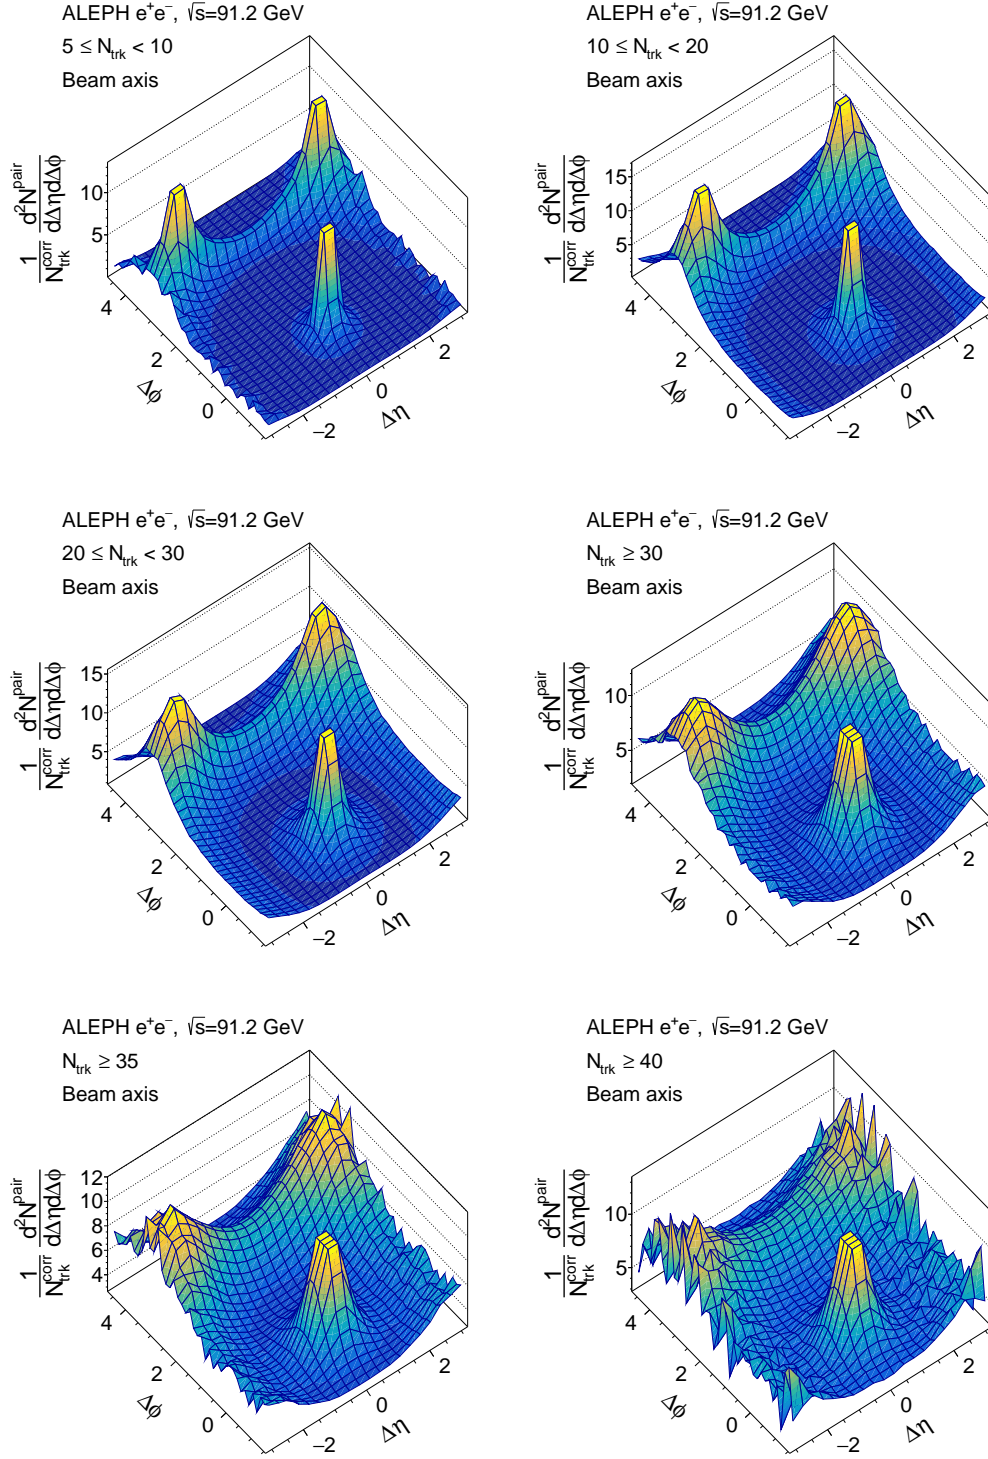 ALEPH e⁺e⁻, √s=91.2 GeV
5 ≤ N_trk < 10
Beam axis
1/N_trk^corr d²N^pair/dΔηdΔϕ
10
5
4
2
0
Δϕ
−2
0
2
Δη
ALEPH e⁺e⁻, √s=91.2 GeV
10 ≤ N_trk < 20
Beam axis
1/N_trk^corr d²N^pair/dΔηdΔϕ
15
10
5
4
2
0
Δϕ
−2
0
2
Δη
ALEPH e⁺e⁻, √s=91.2 GeV
20 ≤ N_trk < 30
Beam axis
1/N_trk^corr d²N^pair/dΔηdΔϕ
15
10
5
4
2
0
Δϕ
−2
0
2
Δη
ALEPH e⁺e⁻, √s=91.2 GeV
N_trk ≥ 30
Beam axis
1/N_trk^corr d²N^pair/dΔηdΔϕ
10
5
4
2
0
Δϕ
−2
0
2
Δη
ALEPH e⁺e⁻, √s=91.2 GeV
N_trk ≥ 35
Beam axis
1/N_trk^corr d²N^pair/dΔηdΔϕ
12
10
8
6
4
4
2
0
Δϕ
−2
0
2
Δη
ALEPH e⁺e⁻, √s=91.2 GeV
N_trk ≥ 40
Beam axis
1/N_trk^corr d²N^pair/dΔηdΔϕ
10
5
4
2
0
Δϕ
−2
0
2
Δη